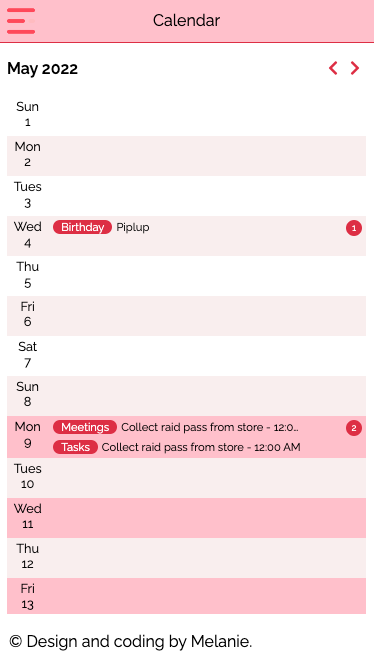 Calendar
May 2022
Sun
1
Mon
2
Tues
3
Wed Birthday Piplup 1
4
Thu
5
Fri
6
Sat
7
Sun
8
Mon Meetings Collect raid pass from store - 12:0... 2
9 Tasks Collect raid pass from store - 12:00 AM
Tues
10
Wed
11
Thu
12
Fri
13
© Design and coding by Melanie.